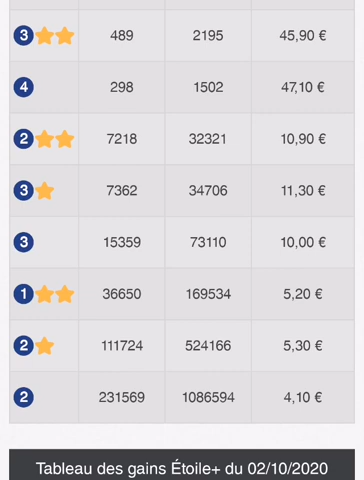 3 489 2195 45,90 €
4 298 1502 47,10 €
2 7218 32321 10,90 €
3 7362 34706 11,30 €
3 15359 73110 10,00 €
1 36650 169534 5,20 €
2 111724 524166 5,30 €
2 231569 1086594 4,10 €
Tableau des gains Étoile+ du 02/10/2020